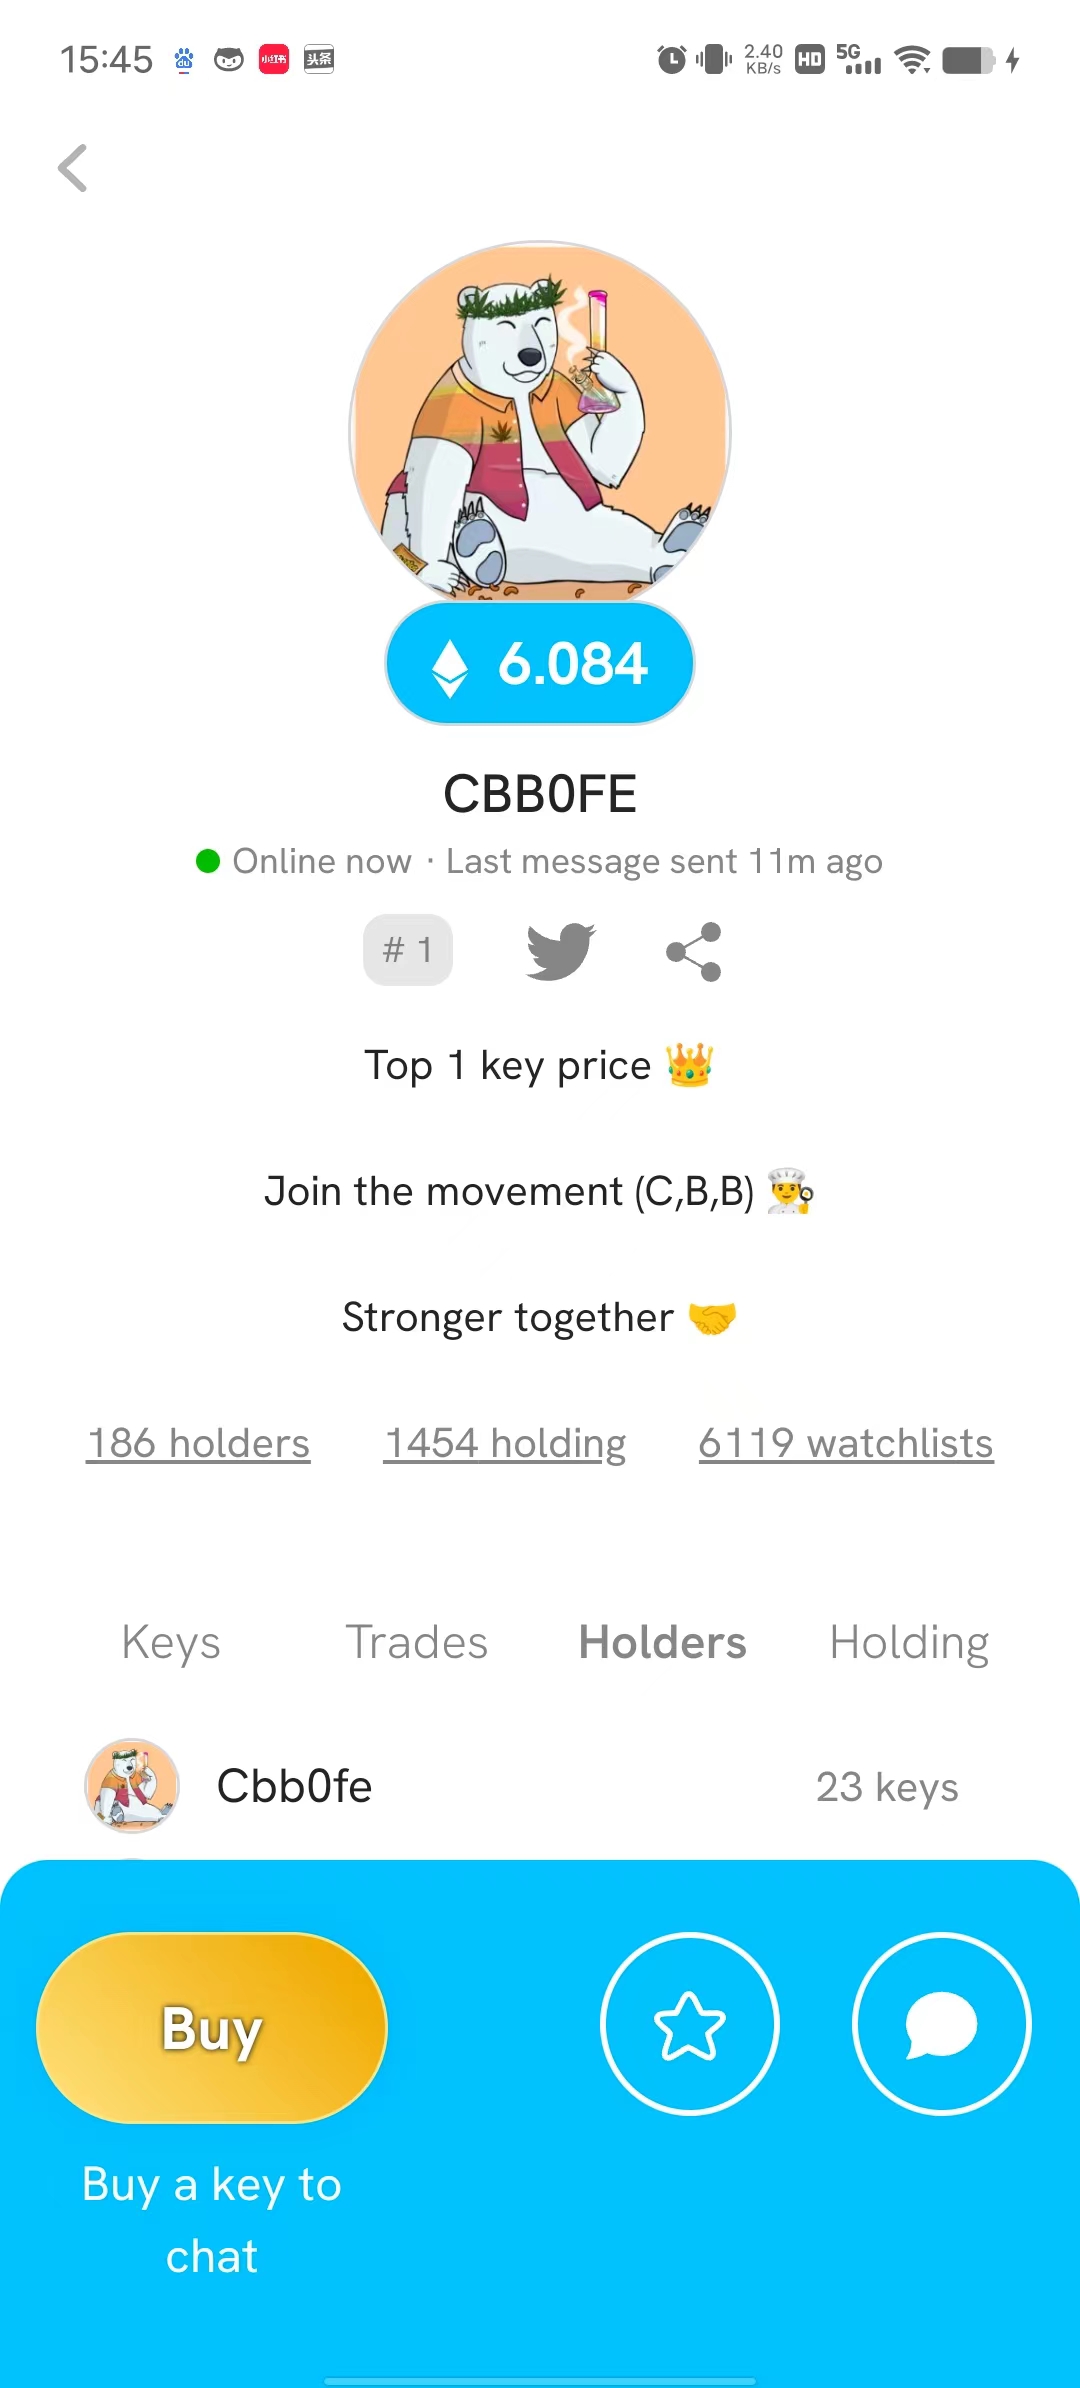 15:45
du
小红书
头条
2.40
KB/s
HD
5G
6.084
CBB0FE
Online now · Last message sent 11m ago
# 1
Top 1 key price 👑
Join the movement (C,B,B) 👨‍🍳
Stronger together 🤝
186 holders
1454 holding
6119 watchlists
Keys
Trades
Holders
Holding
Cbb0fe
23 keys
Buy
Buy a key to
chat